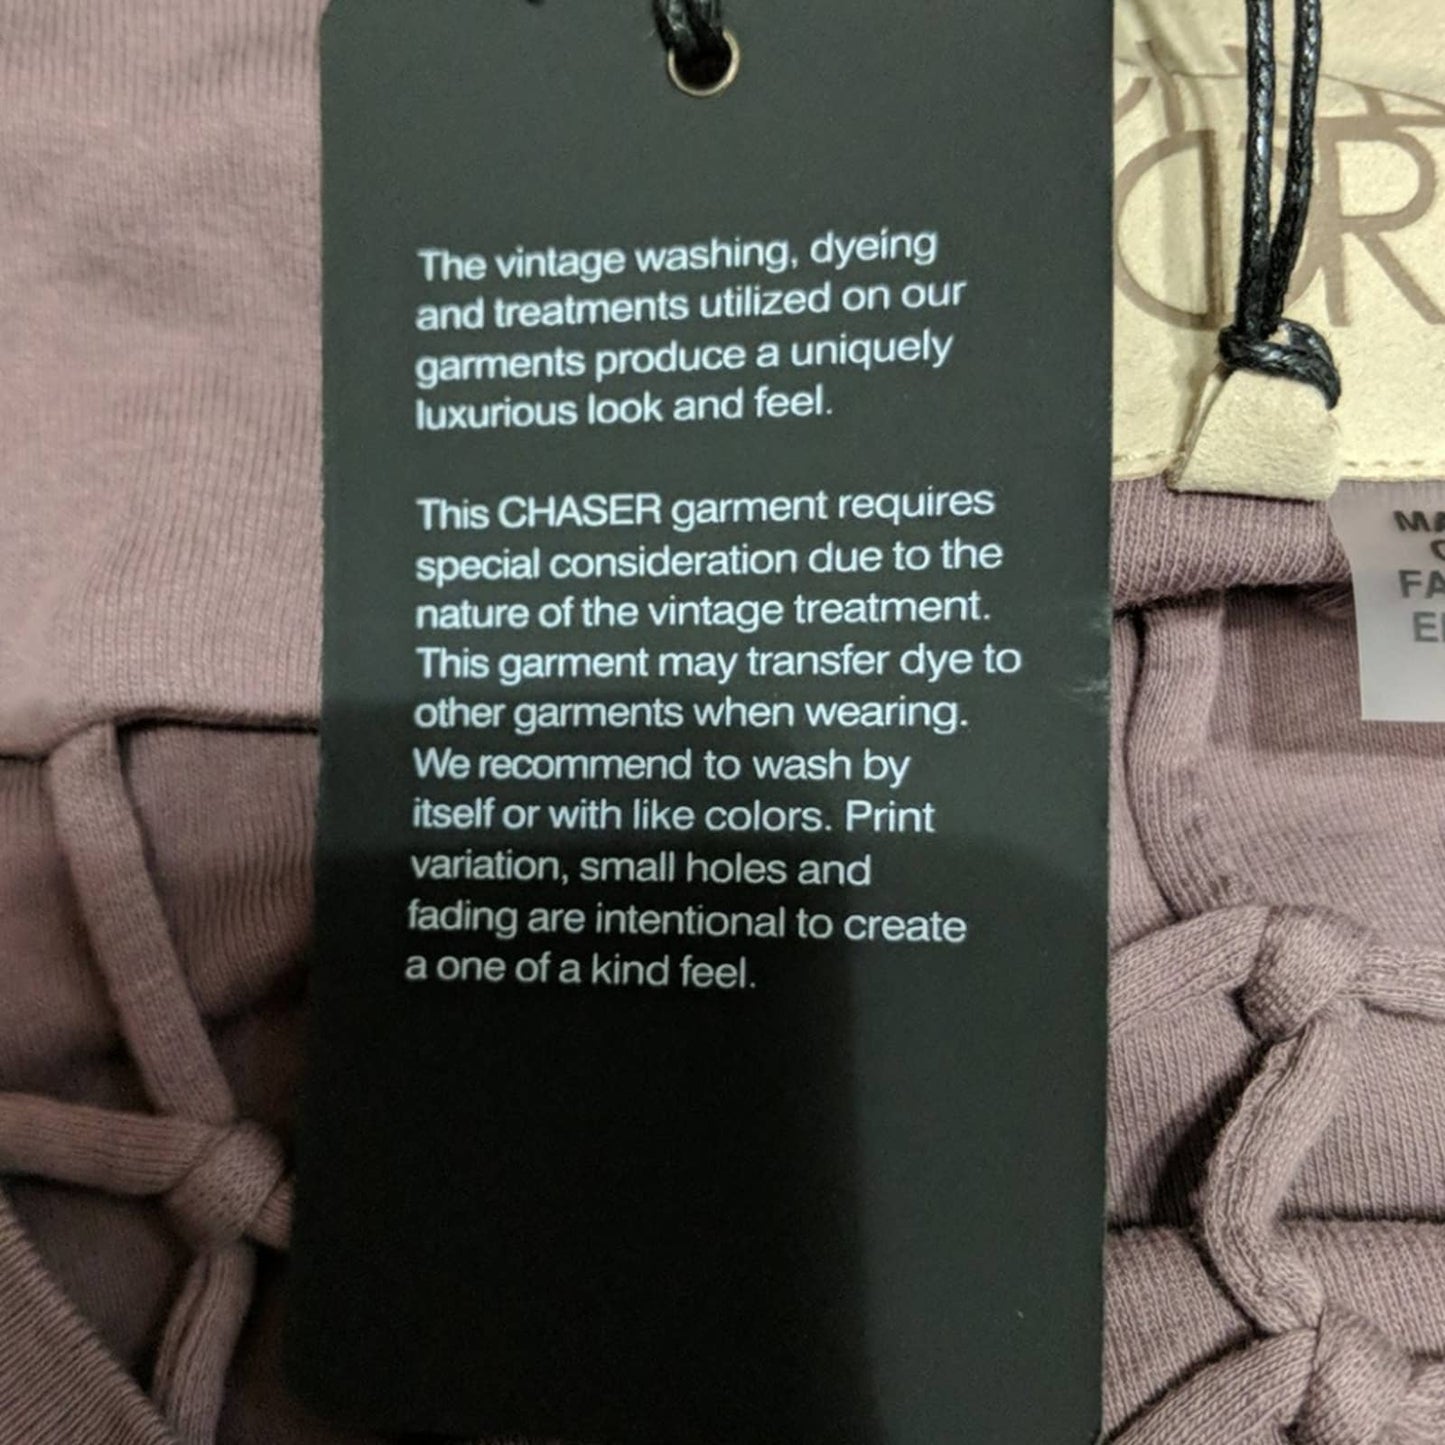 The vintage washing, dyeing
and treatments utilized on our
garments produce a uniquely
luxurious look and feel.
This CHASER garment requires
special consideration due to the
nature of the vintage treatment.
This garment may transfer dye to
other garments when wearing.
We recommend to wash by
itself or with like colors. Print
variation, small holes and
fading are intentional to create
a one of a kind feel.